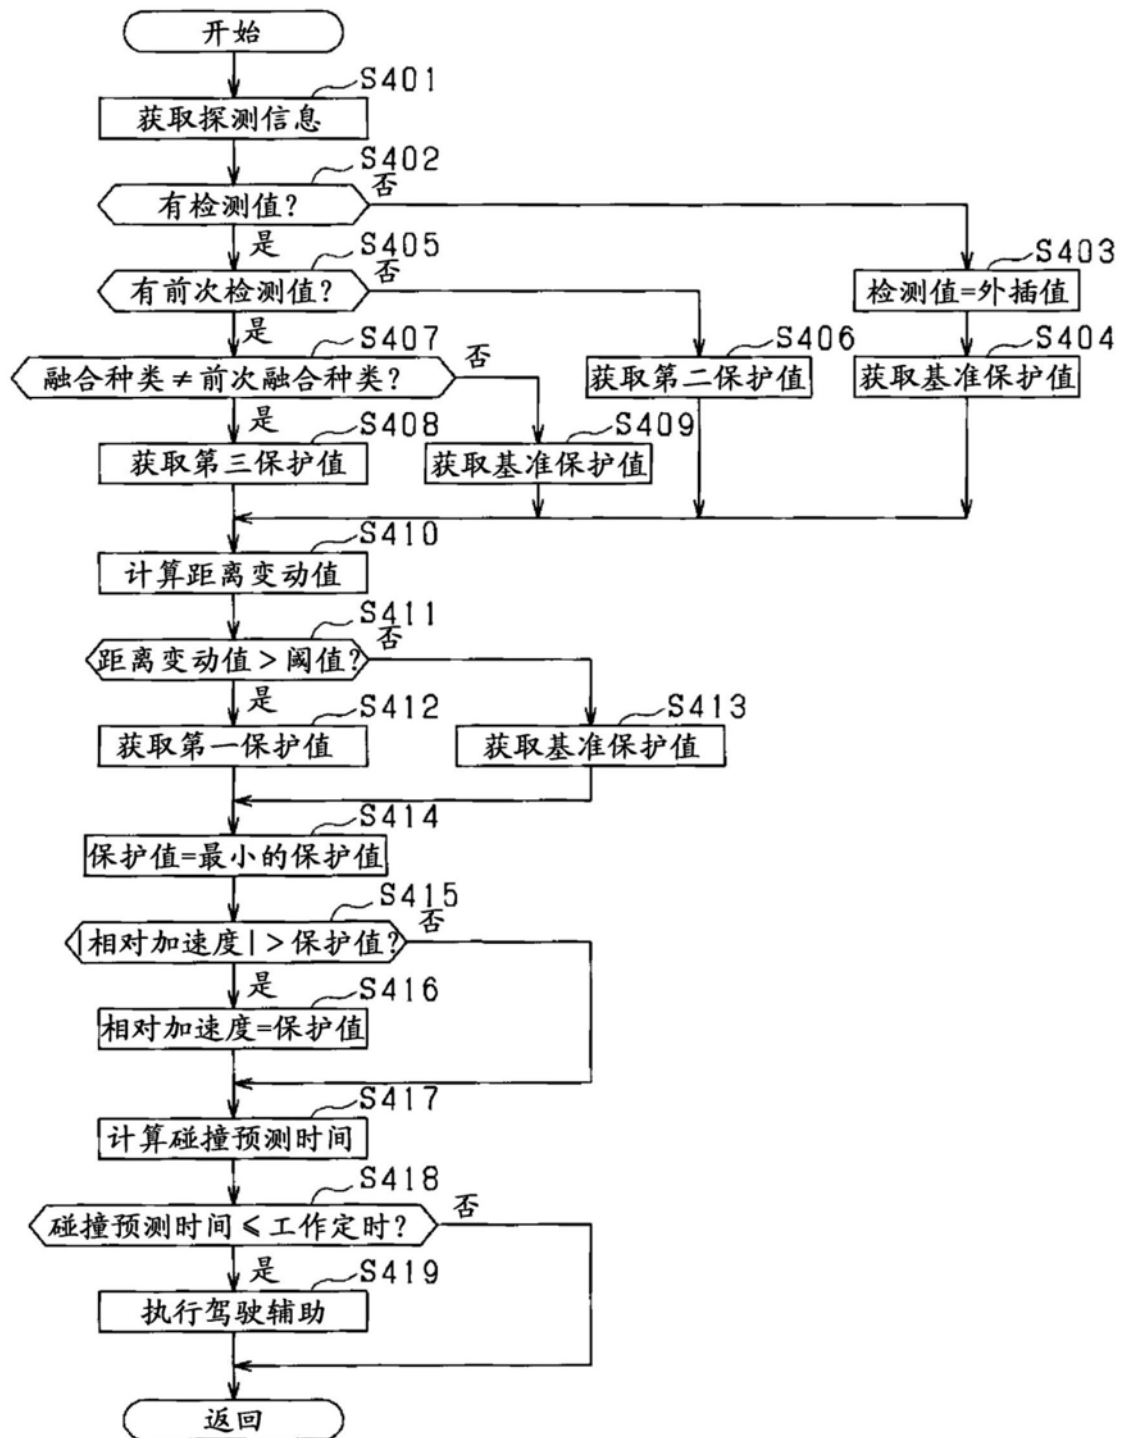 开始
S401
获取探测信息
S402
有检测值?
否
是
S405
有前次检测值?
否
S403
检测值=外插值
是
S407
融合种类≠前次融合种类?
否
S406
获取第二保护值
S404
获取基准保护值
是
S408
获取第三保护值
S409
获取基准保护值
S410
计算距离变动值
S411
距离变动值>阈值?
否
是
S412
获取第一保护值
S413
获取基准保护值
S414
保护值=最小的保护值
S415
|相对加速度|>保护值?
否
是
S416
相对加速度=保护值
S417
计算碰撞预测时间
S418
碰撞预测时间≤工作定时?
否
是
S419
执行驾驶辅助
返回